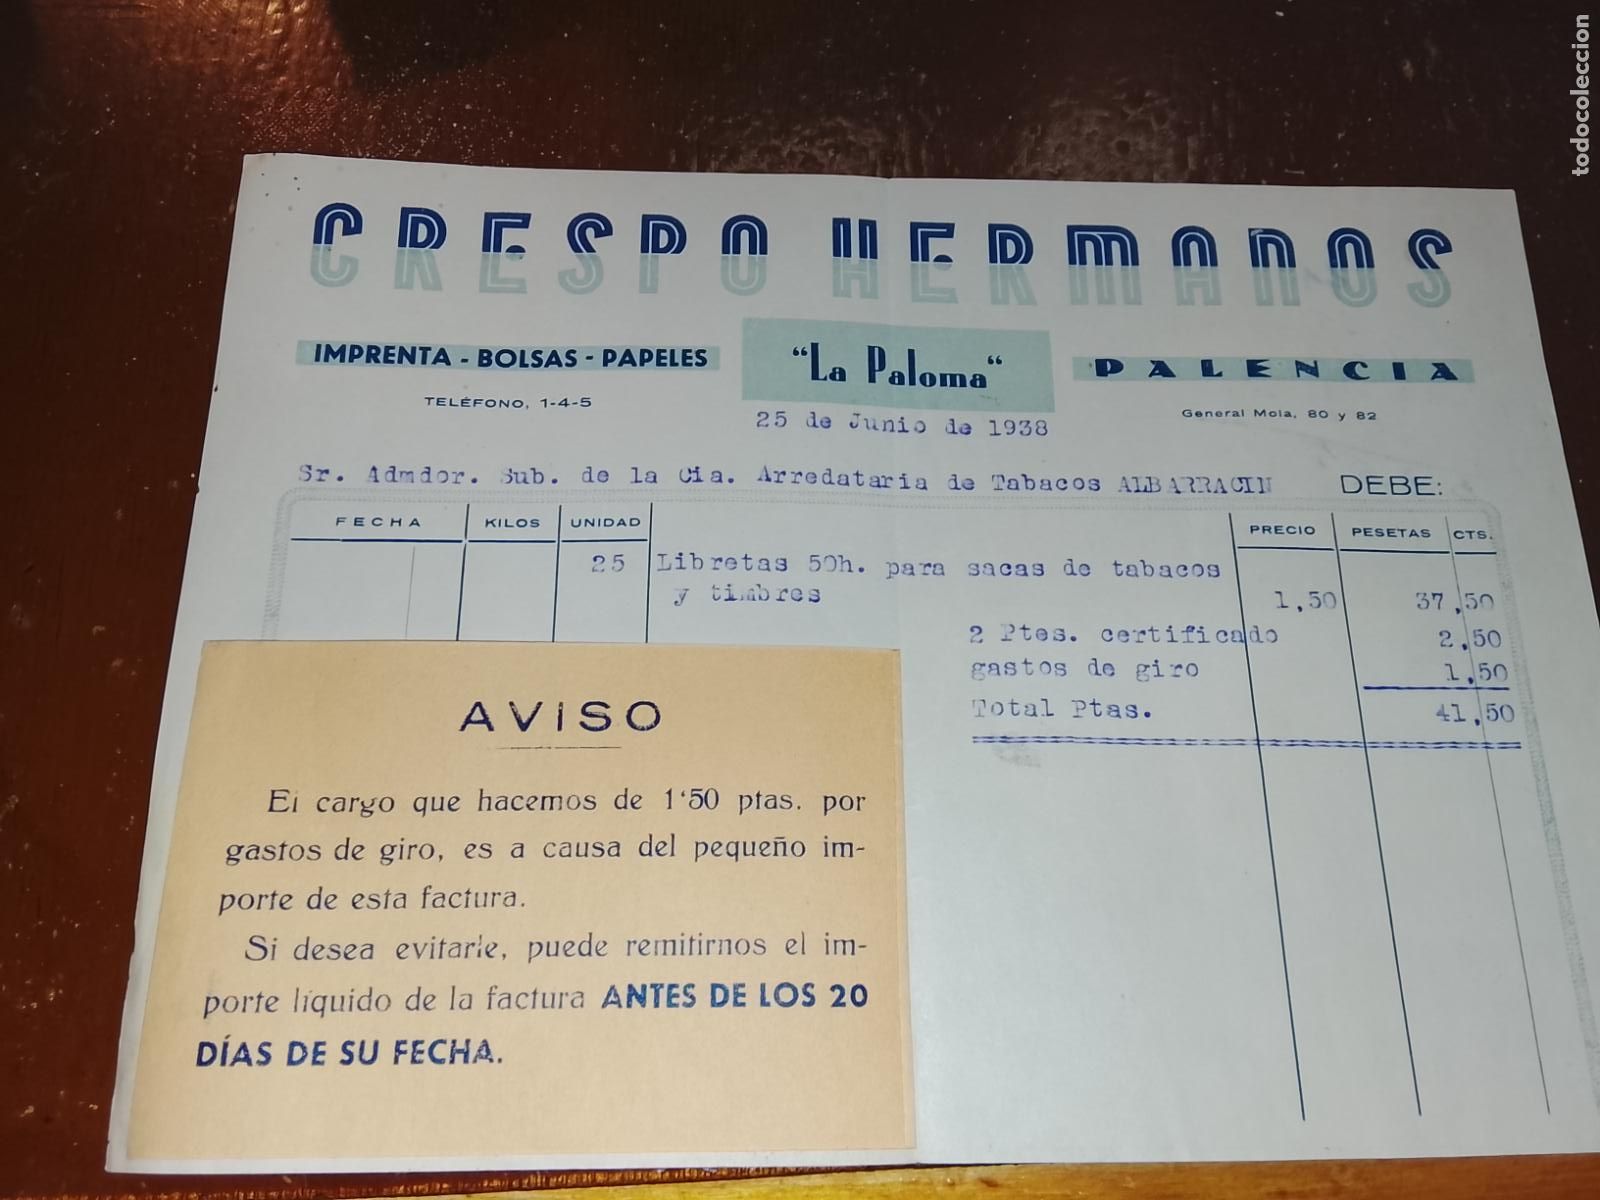 todocoleccion
CRESPO HERMANOS
IMPRENTA - BOLSAS - PAPELES
"La Paloma"
PALENCIA
TELÉFONO, 1-4-5
General Mola, 80 y 82
25 de Junio de 1938
Sr. Admdor. Sub. de la Cia. Arredataria de Tabacos ALBARRACIN DEBE:
FECHA KILOS UNIDAD PRECIO PESETAS CTS.
25 Libretas 50h. para sacas de tabacos
y timbres 1,50 37,50
2 Ptes. certificado 2,50
gastos de giro 1,50
Total Ptas. 41,50
AVISO
El cargo que hacemos de 1'50 ptas. por
gastos de giro, es a causa del pequeño im-
porte de esta factura.
Si desea evitarle, puede remitirnos el im-
porte líquido de la factura ANTES DE LOS 20
DÍAS DE SU FECHA.